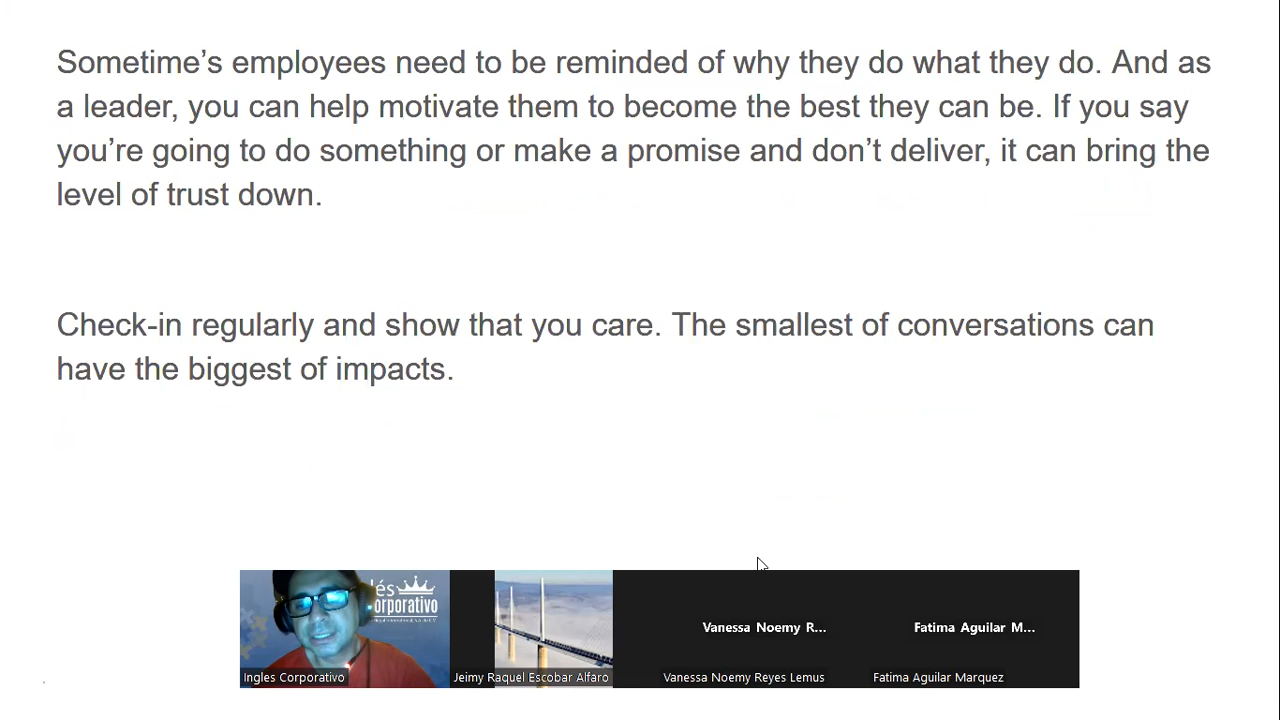 Sometime’s employees need to be reminded of why they do what they do. And as
a leader, you can help motivate them to become the best they can be. If you say
you’re going to do something or make a promise and don’t deliver, it can bring the
level of trust down.
Check-in regularly and show that you care. The smallest of conversations can
have the biggest of impacts.
és
orporativo
Vanessa Noemy R...
Fatima Aguilar M...
Ingles Corporativo
Jeimy Raquel Escobar Alfaro
Vanessa Noemy Reyes Lemus
Fatima Aguilar Marquez